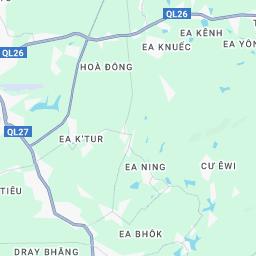 QL26
EA KÊNH
EA KNUÉC
EA YÔN
QL26
HOÀ ĐÔNG
QL27
EA K'TUR
EA NING
CƯ ÊWI
TIÊU
EA BHÔK
DRAY BHĂNG